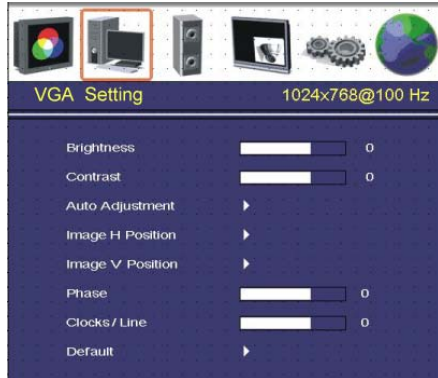 VGA Setting 1024x768@100 Hz
Brightness 0
Contrast 0
Auto Adjustment
Image H Position
Image V Position
Phase 0
Clocks / Line 0
Default